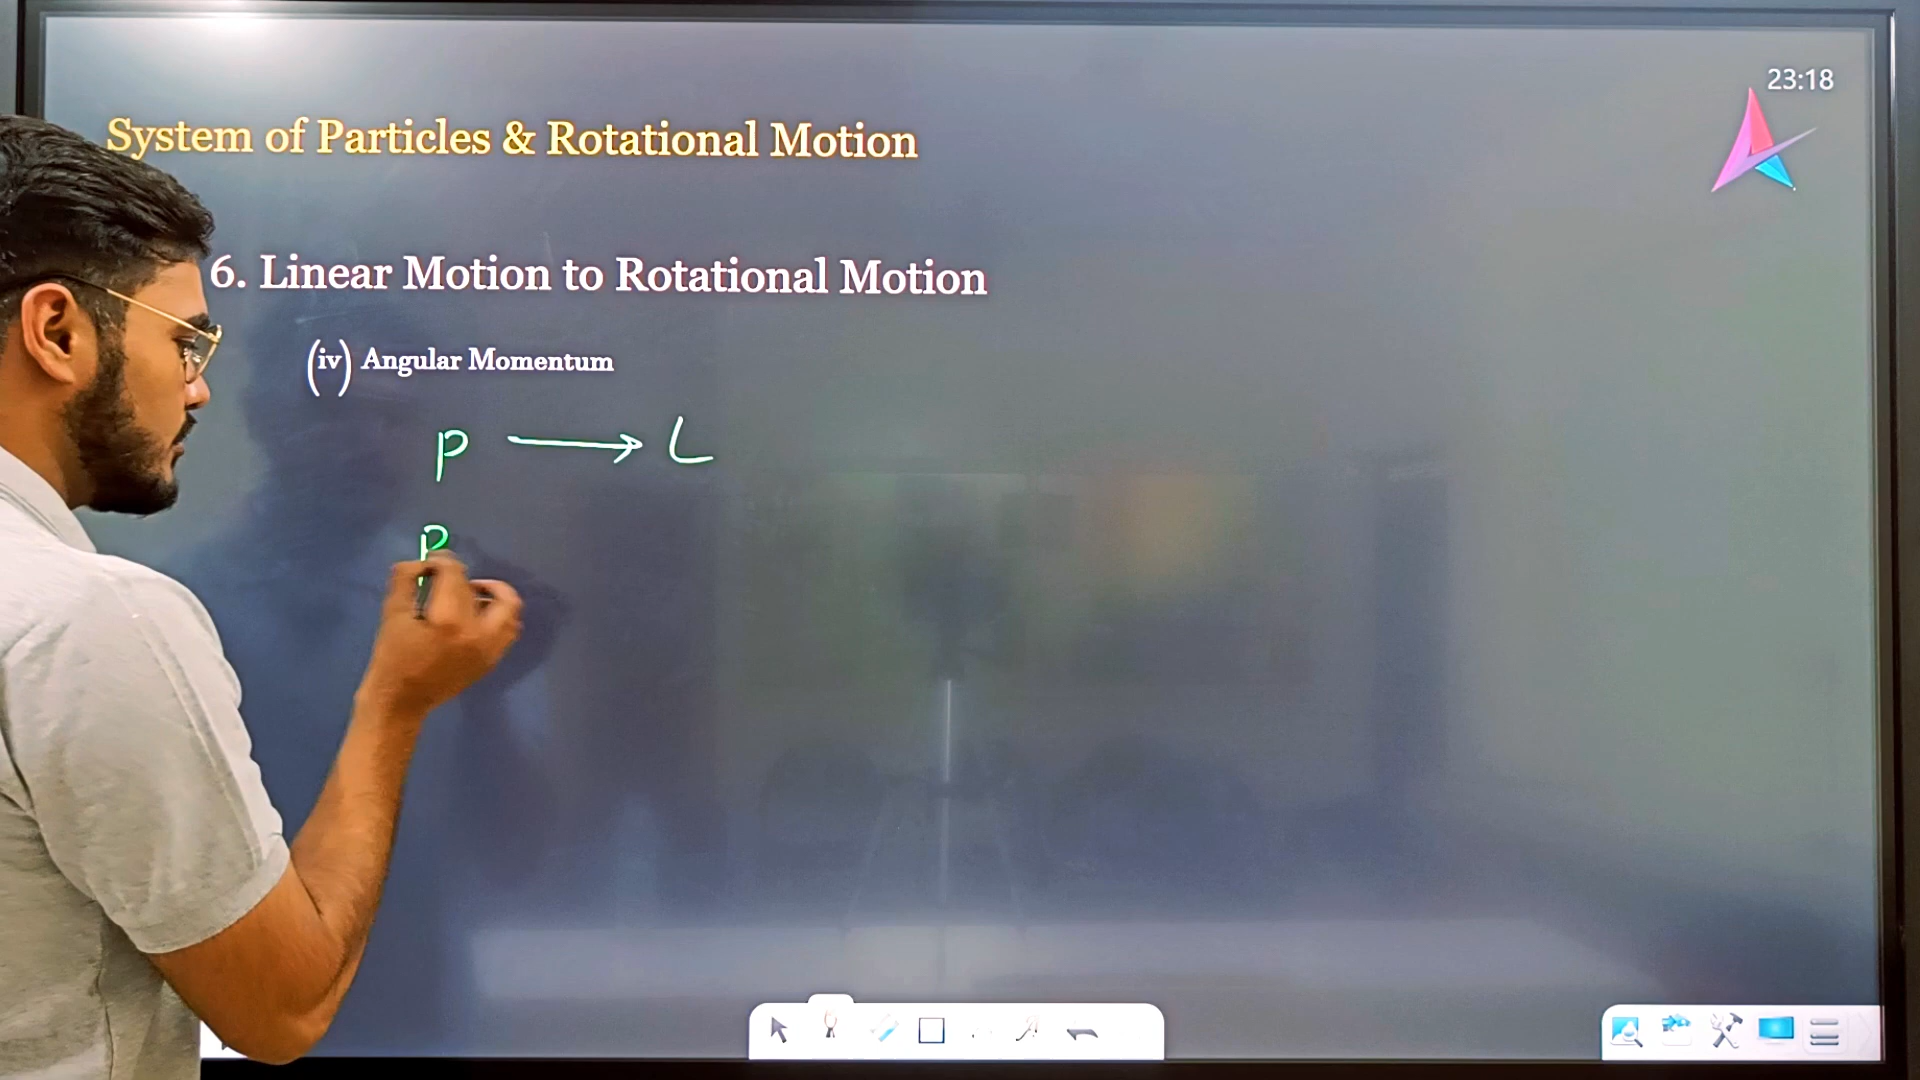 23:18
System of Particles & Rotational Motion
6. Linear Motion to Rotational Motion
(iv) Angular Momentum
p → L
P